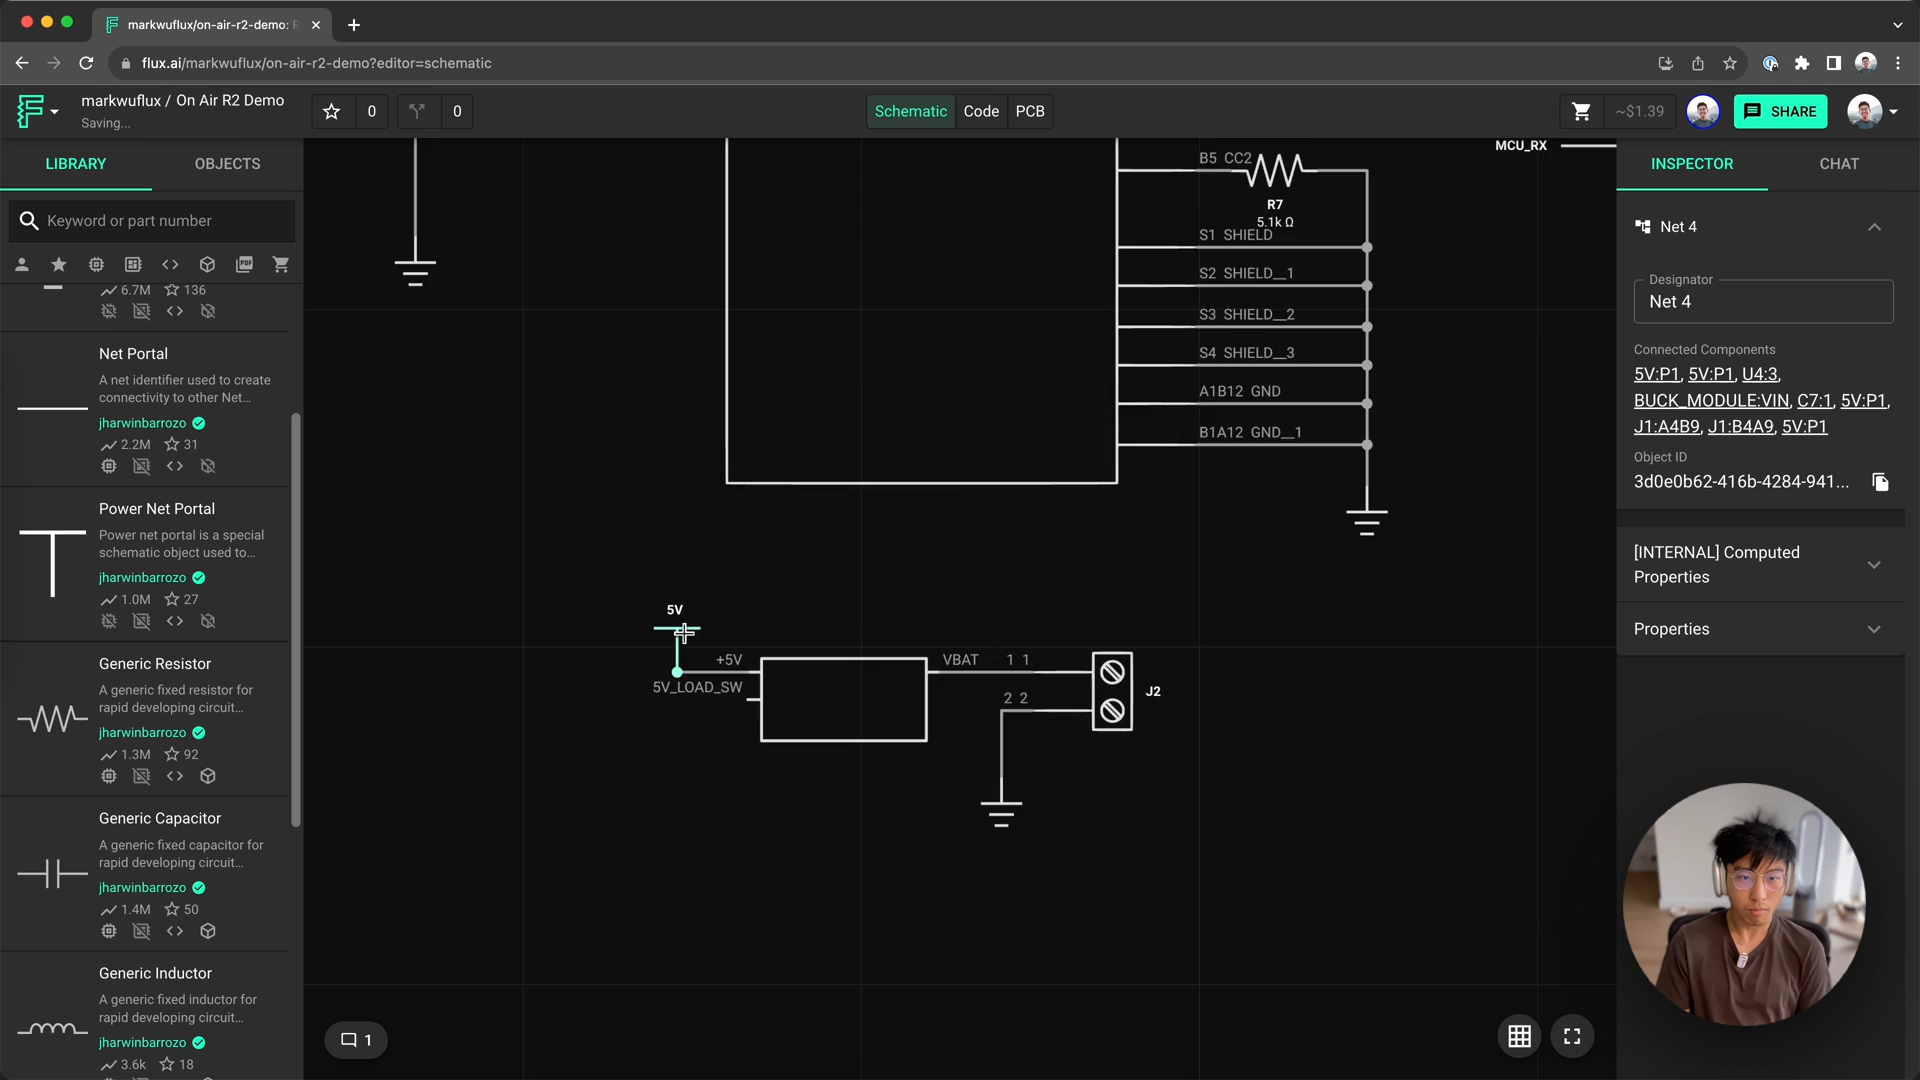 markwuflux/on-air-r2-demo: R
flux.ai/markwuflux/on-air-r2-demo?editor=schematic
markwuflux / On Air R2 Demo
Saving...
0
0
Schematic
Code
PCB
~$1.39
SHARE
LIBRARY
OBJECTS
Keyword or part number
PDF
6.7M
136
Net Portal
A net identifier used to create
connectivity to other Net...
jharwinbarrozo
2.2M
31
Power Net Portal
Power net portal is a special
schematic object used to...
jharwinbarrozo
1.0M
27
Generic Resistor
A generic fixed resistor for
rapid developing circuit...
jharwinbarrozo
1.3M
92
Generic Capacitor
A generic fixed capacitor for
rapid developing circuit...
jharwinbarrozo
1.4M
50
Generic Inductor
A generic fixed inductor for
rapid developing circuit...
jharwinbarrozo
3.6k
18
MCU_RX
B5 CC2
R7
5.1k Ω
S1 SHIELD
S2 SHIELD__1
S3 SHIELD__2
S4 SHIELD__3
A1B12 GND
B1A12 GND__1
5V
+5V
5V_LOAD_SW
VBAT
1 1
2 2
J2
1
INSPECTOR
CHAT
Net 4
Designator
Net 4
Connected Components
5V:P1, 5V:P1, U4:3,
BUCK_MODULE:VIN, C7:1, 5V:P1,
J1:A4B9, J1:B4A9, 5V:P1
Object ID
3d0e0b62-416b-4284-941...
[INTERNAL] Computed
Properties
Properties